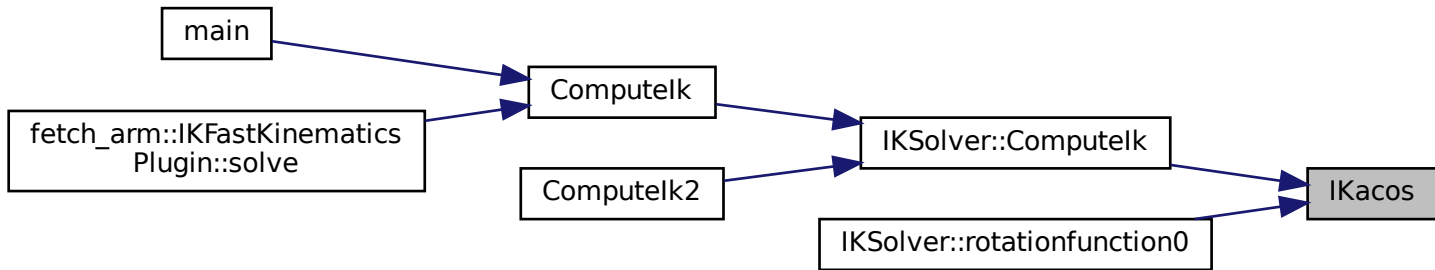 main
fetch_arm::IKFastKinematics
Plugin::solve
ComputeIk
ComputeIk2
IKSolver::ComputeIk
IKSolver::rotationfunction0
IKacos